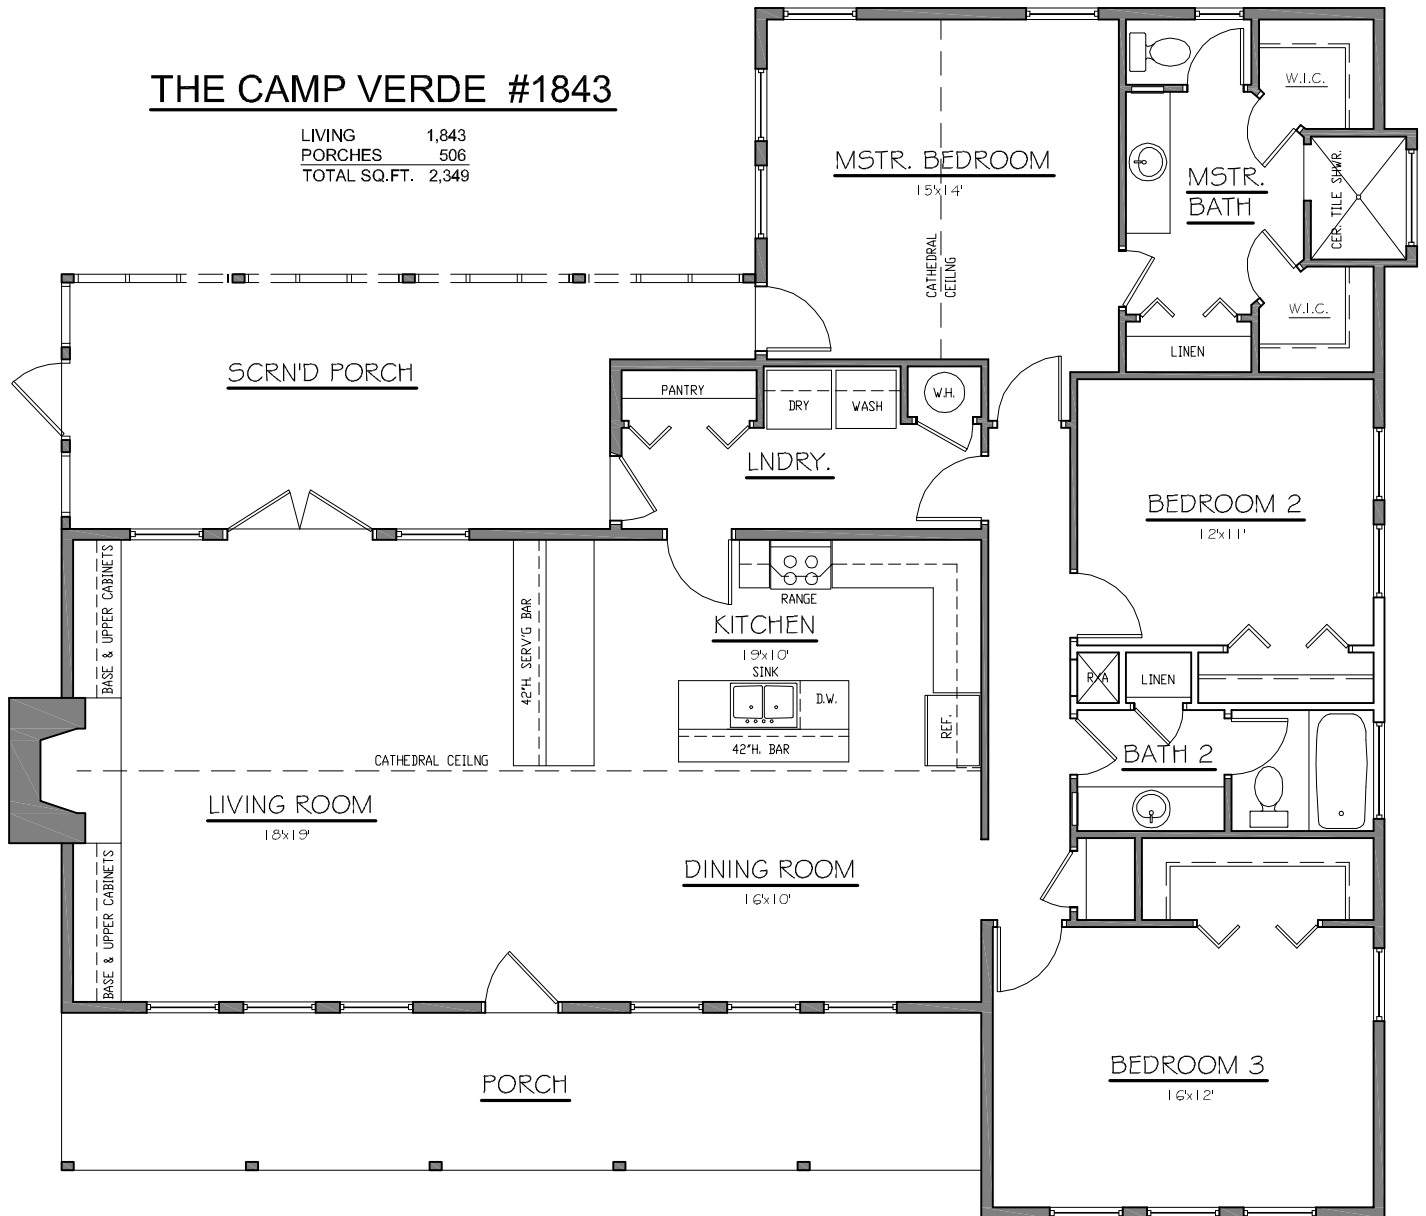 THE CAMP VERDE #1843
LIVING 1,843
PORCHES 506
TOTAL SQ.FT. 2,349
MSTR. BEDROOM
15'x14'
CATHEDRAL
CEILNG
W.I.C.
MSTR.
BATH
CER. TILE SHWR.
W.I.C.
LINEN
SCRN'D PORCH
PANTRY
DRY
WASH
W.H.
LNDRY.
BEDROOM 2
12'x11'
BASE & UPPER CABINETS
42"H. SERV'G BAR
RANGE
KITCHEN
19'x10'
SINK
D.W.
42"H. BAR
REF.
R/A
LINEN
BATH 2
CATHEDRAL CEILNG
LIVING ROOM
18'x19'
DINING ROOM
16'x10'
BASE & UPPER CABINETS
BEDROOM 3
16'x12'
PORCH